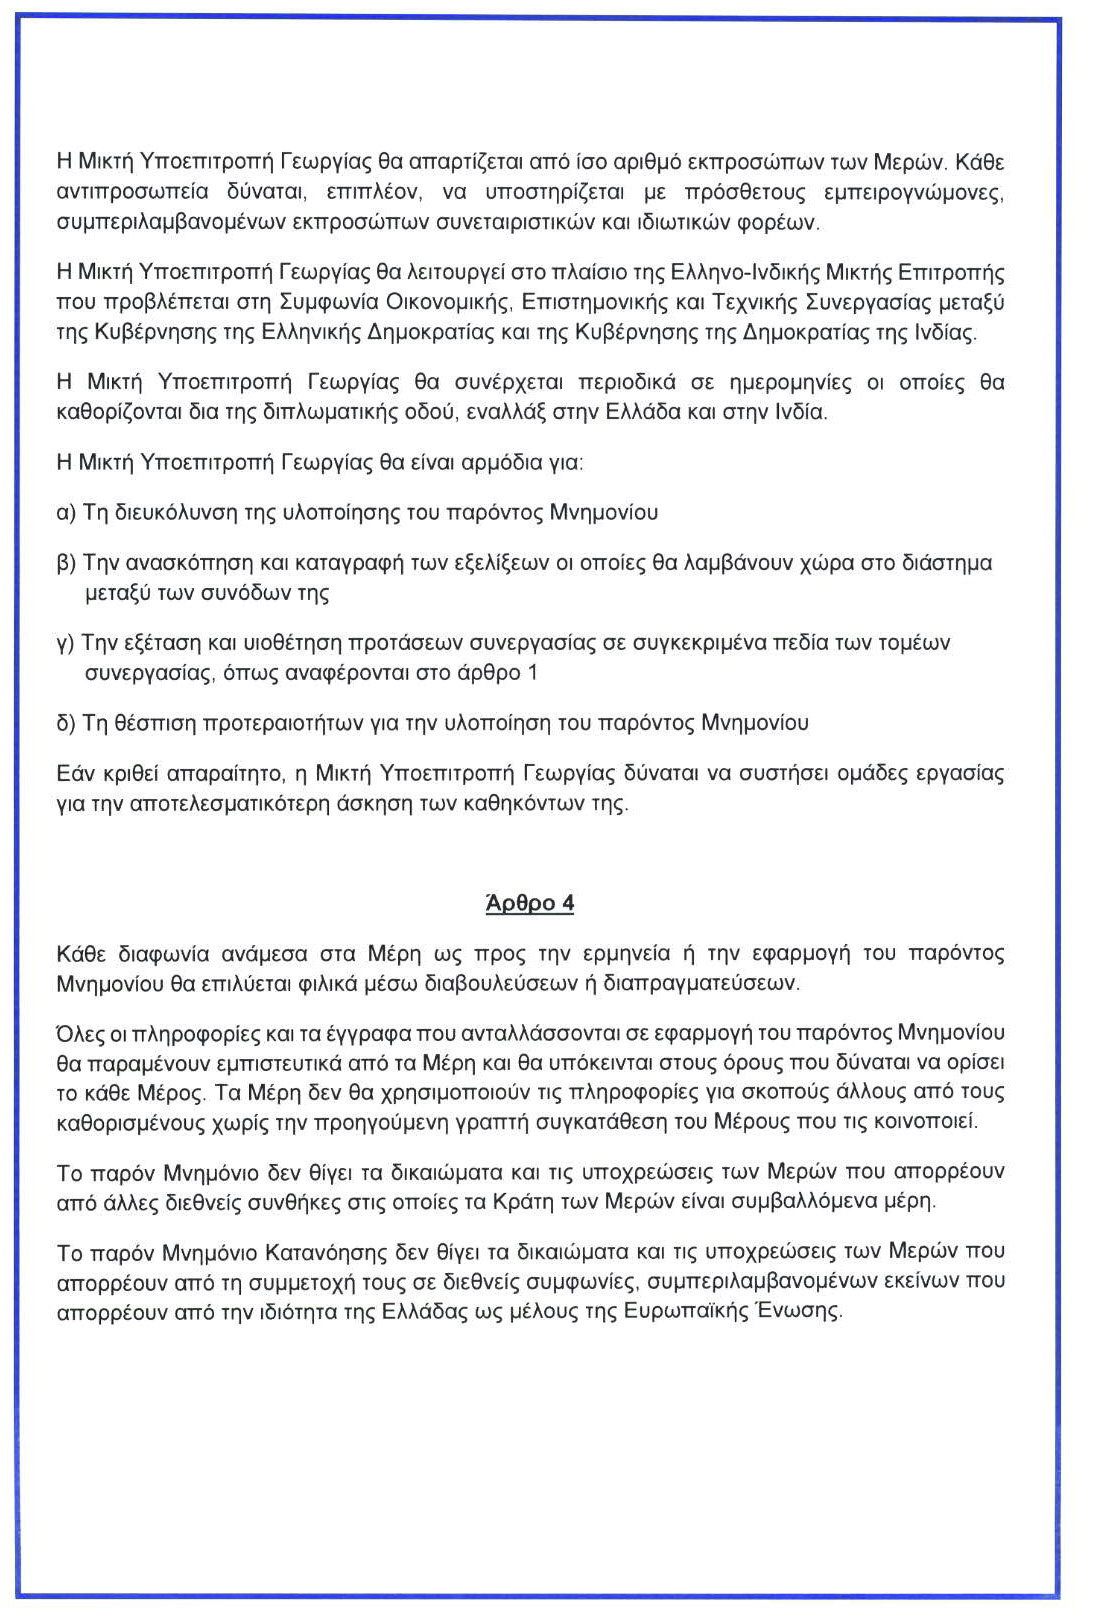 Η Μικτή Υποεπιτροπή Γεωργίας θα απαρτίζεται από ίσο αριθμό εκπροσώπων των Μερών. Κάθε
αντιπροσωπεία δύναται, επιπλέον, να υποστηρίζεται με πρόσθετους εμπειρογνώμονες,
συμπεριλαμβανομένων εκπροσώπων συνεταιριστικών και ιδιωτικών φορέων.
Η Μικτή Υποεπιτροπή Γεωργίας θα λειτουργεί στο πλαίσιο της Ελληνο-Ινδικής Μικτής Επιτροπής
που προβλέπεται στη Συμφωνία Οικονομικής, Επιστημονικής και Τεχνικής Συνεργασίας μεταξύ
της Κυβέρνησης της Ελληνικής Δημοκρατίας και της Κυβέρνησης της Δημοκρατίας της Ινδίας.
Η Μικτή Υποεπιτροπή Γεωργίας θα συνέρχεται περιοδικά σε ημερομηνίες οι οποίες θα
καθορίζονται δια της διπλωματικής οδού, εναλλάξ στην Ελλάδα και στην Ινδία.
Η Μικτή Υποεπιτροπή Γεωργίας θα είναι αρμόδια για:
α) Τη διευκόλυνση της υλοποίησης του παρόντος Μνημονίου
β) Την ανασκόπηση και καταγραφή των εξελίξεων οι οποίες θα λαμβάνουν χώρα στο διάστημα
μεταξύ των συνόδων της
γ) Την εξέταση και υιοθέτηση προτάσεων συνεργασίας σε συγκεκριμένα πεδία των τομέων
συνεργασίας, όπως αναφέρονται στο άρθρο 1
δ) Τη θέσπιση προτεραιοτήτων για την υλοποίηση του παρόντος Μνημονίου
Εάν κριθεί απαραίτητο, η Μικτή Υποεπιτροπή Γεωργίας δύναται να συστήσει ομάδες εργασίας
για την αποτελεσματικότερη άσκηση των καθηκόντων της.
Άρθρο 4
Κάθε διαφωνία ανάμεσα στα Μέρη ως προς την ερμηνεία ή την εφαρμογή του παρόντος
Μνημονίου θα επιλύεται φιλικά μέσω διαβουλεύσεων ή διαπραγματεύσεων.
Όλες οι πληροφορίες και τα έγγραφα που ανταλλάσσονται σε εφαρμογή του παρόντος Μνημονίου
θα παραμένουν εμπιστευτικά από τα Μέρη και θα υπόκεινται στους όρους που δύναται να ορίσει
το κάθε Μέρος. Τα Μέρη δεν θα χρησιμοποιούν τις πληροφορίες για σκοπούς άλλους από τους
καθορισμένους χωρίς την προηγούμενη γραπτή συγκατάθεση του Μέρους που τις κοινοποιεί.
Το παρόν Μνημόνιο δεν θίγει τα δικαιώματα και τις υποχρεώσεις των Μερών που απορρέουν
από άλλες διεθνείς συνθήκες στις οποίες τα Κράτη των Μερών είναι συμβαλλόμενα μέρη.
Το παρόν Μνημόνιο Κατανόησης δεν θίγει τα δικαιώματα και τις υποχρεώσεις των Μερών που
απορρέουν από τη συμμετοχή τους σε διεθνείς συμφωνίες, συμπεριλαμβανομένων εκείνων που
απορρέουν από την ιδιότητα της Ελλάδας ως μέλους της Ευρωπαϊκής Ένωσης.